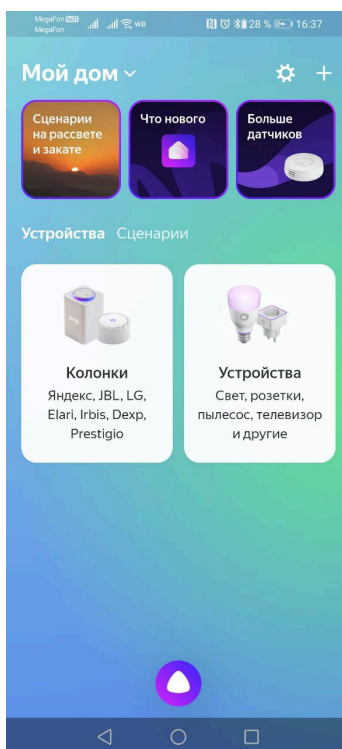 MegaFon WB 28 % 16:37
MegaFon
Мой дом
Сценарии
на рассвете
и закате
Что нового
Больше
датчиков
Устройства Сценарии
Колонки
Яндекс, JBL, LG,
Elari, Irbis, Dexp,
Prestigio
Устройства
Свет, розетки,
пылесос, телевизор
и другие